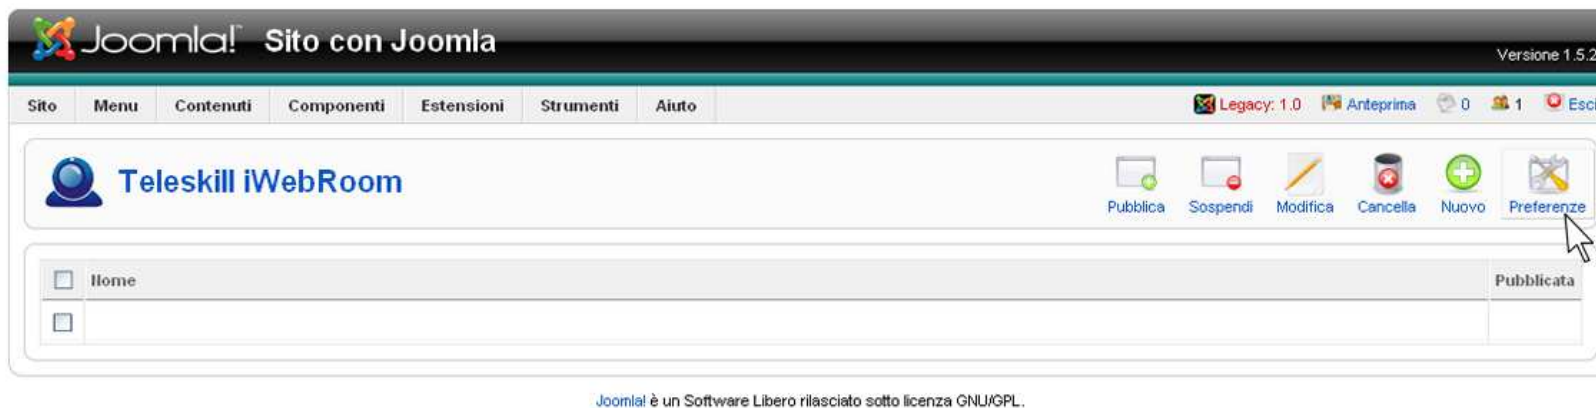 Joomla! Sito con Joomla
Versione 1.5.2
Sito Menu Contenuti Componenti Estensioni Strumenti Aiuto Legacy: 1.0 Anteprima 0 1 Esci
Teleskill iWebRoom
Pubblica Sospendi Modifica Cancella Nuovo Preferenze
Nome Pubblicata
Joomla! è un Software Libero rilasciato sotto licenza GNU/GPL.